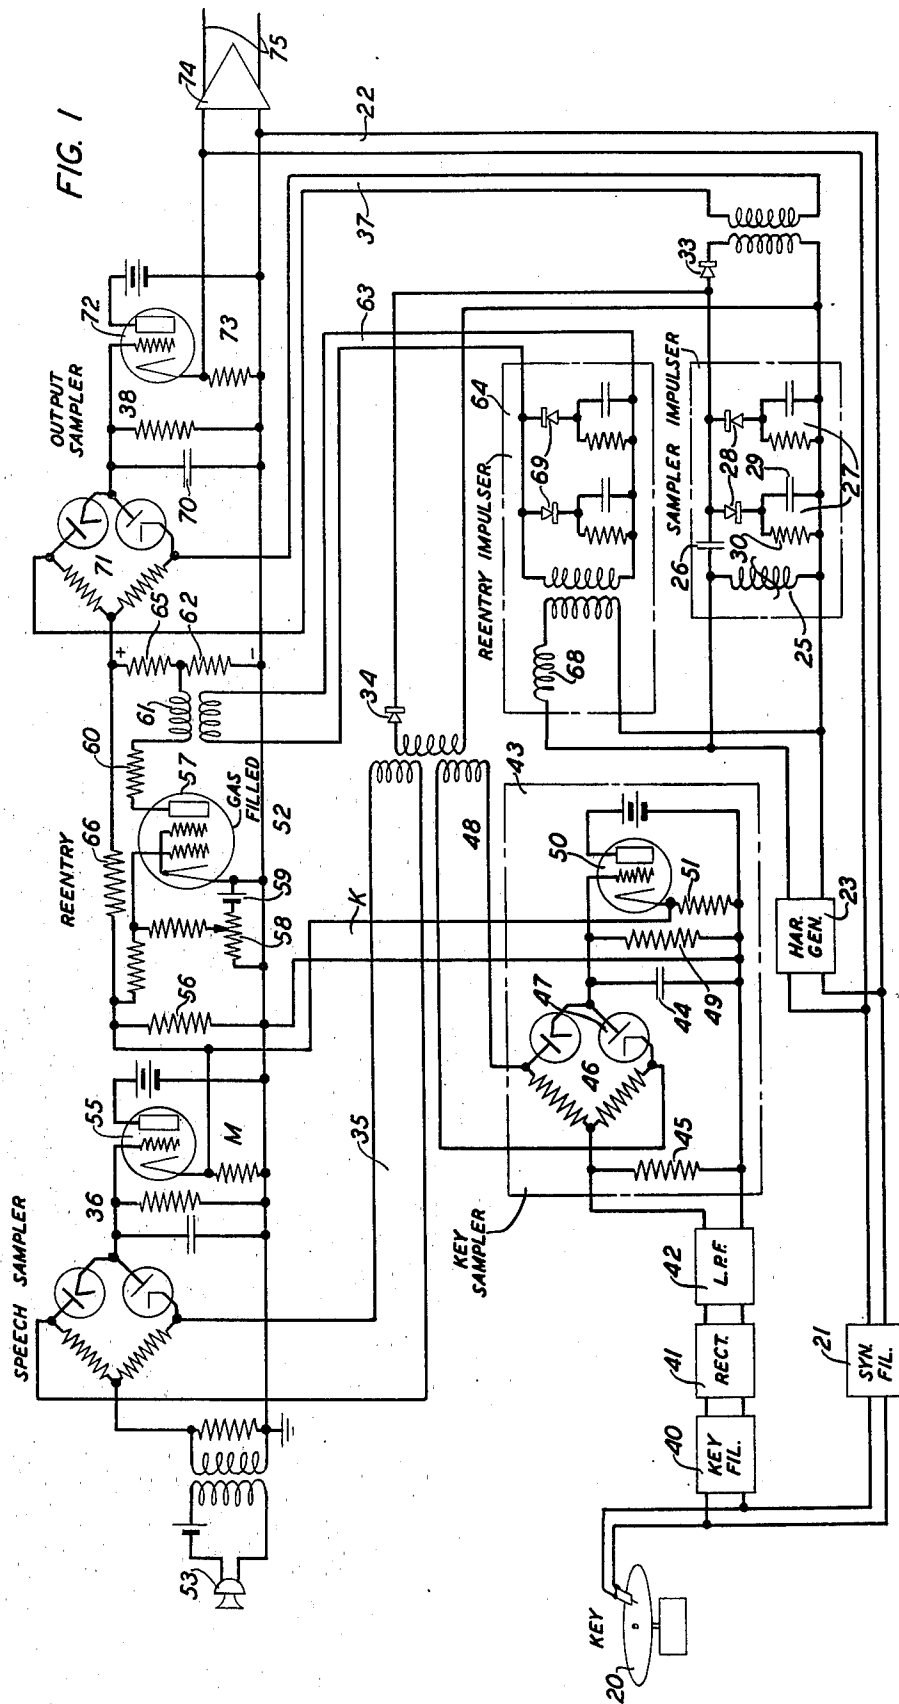 FIG. 1
SPEECH SAMPLER
REENTRY
OUTPUT
SAMPLER
53
36
55
M
56
66
58
59
57
GAS
FILLED
52
60
61
65
62
71
70
38
72
73
74
75
22
35
K
48
34
63
37
KEY
SAMPLER
43
45
46
47
44
49
50
51
REENTRY IMPULSER
64
68
69
SAMPLER IMPULSER
25
26
30
28
29
28
27
33
KEY
20
40
KEY
FIL.
41
RECT.
42
L.P.F.
21
SYN.
FIL.
HAR.
GEN.
23
+
-